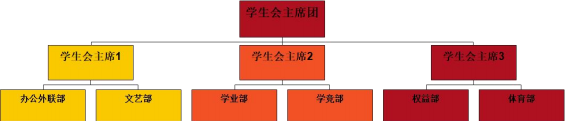 学生会主席团
学生会主席1
学生会主席2
学生会主席3
办公外联部
文艺部
学业部
学竞部
权益部
体育部